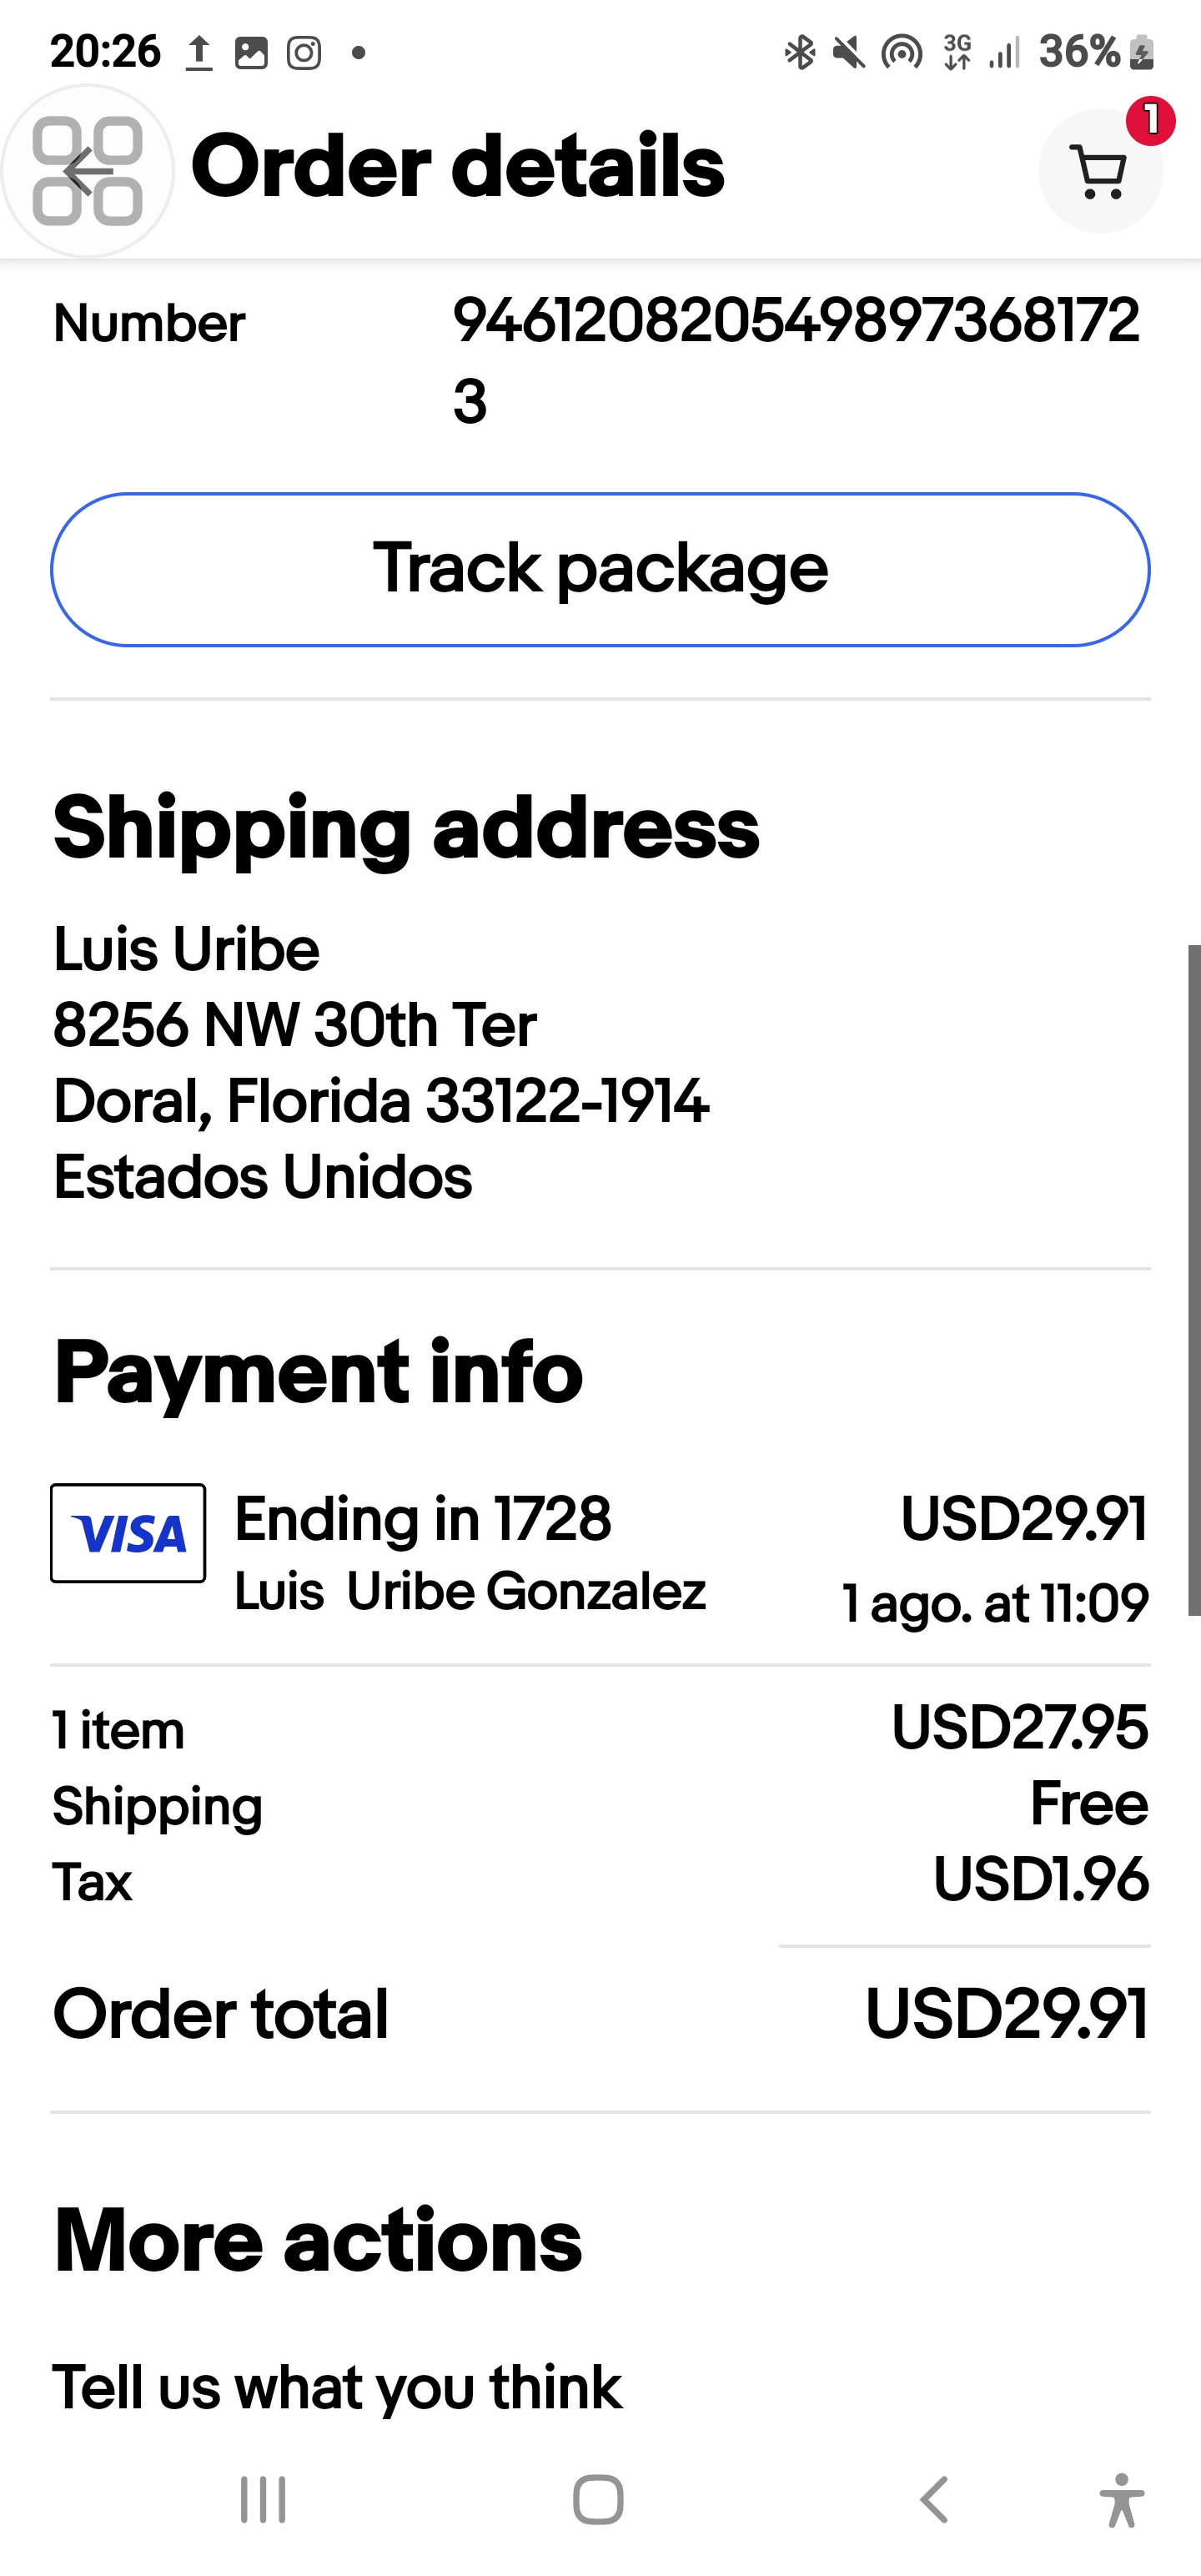 20:26
3G
36%
1
Order details
Number
946120820549897368172
3
Track package
Shipping address
Luis Uribe
8256 NW 30th Ter
Doral, Florida 33122-1914
Estados Unidos
Payment info
VISA
Ending in 1728
USD29.91
Luis  Uribe Gonzalez
1 ago. at 11:09
1 item
USD27.95
Shipping
Free
Tax
USD1.96
Order total
USD29.91
More actions
Tell us what you think